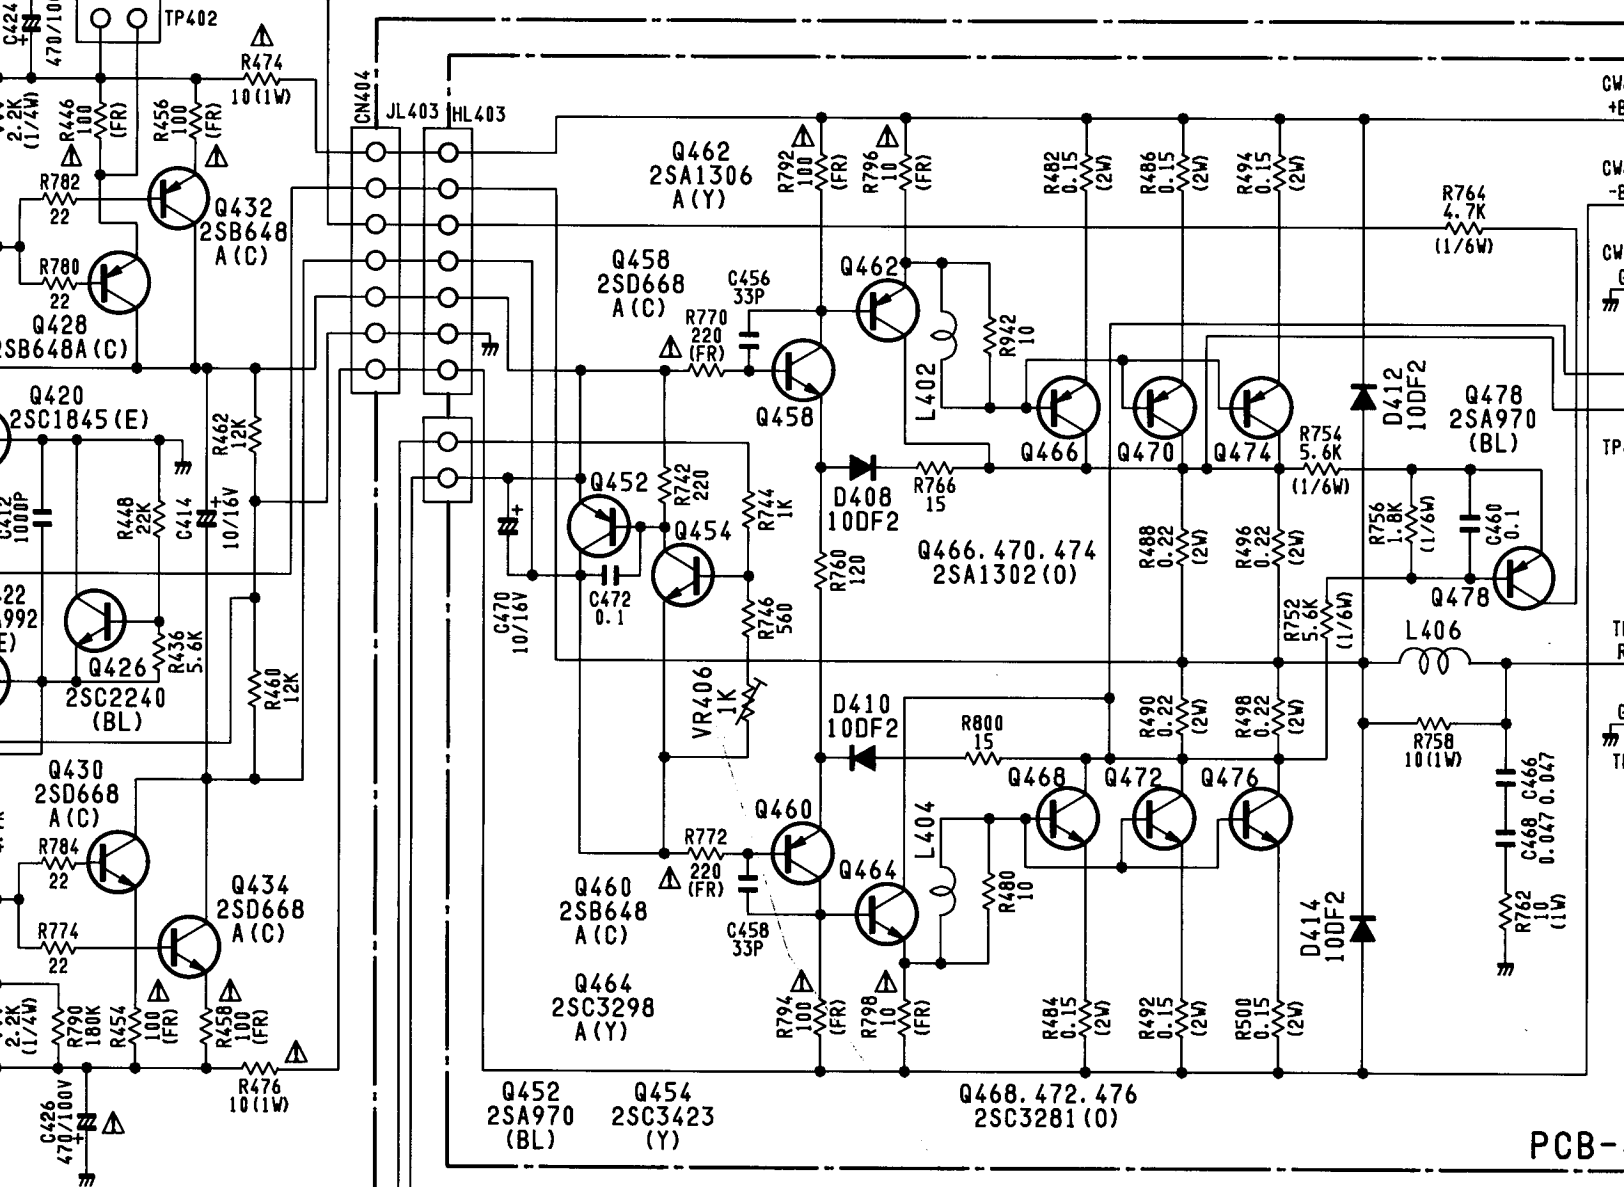 C424
470/100
TP402
R474
10(1W)
CN404
JL403
HL403
2.2K
(1/4W)
R446
100
(FR)
R456
100
(FR)
R782
22
Q432
2SB648
A(C)
R780
22
Q428
2SB648A(C)
Q420
2SC1845(E)
R462
12K
C412
1000P
R448
22K
C414
10/16V
+
Q426
2SC2240
(BL)
R436
5.6K
R460
12K
Q430
2SD668
A(C)
R784
22
R774
22
Q434
2SD668
A(C)
2.2K
(1/4W)
R790
180K
R454
100
(FR)
R458
100
(FR)
R476
10(1W)
C426
470/100V
+
Q462
2SA1306
A(Y)
R792
100
(FR)
R796
10
(FR)
R482
0.15
(2W)
R486
0.15
(2W)
R494
0.15
(2W)
R764
4.7K
(1/6W)
Q458
2SD668
A(C)
C456
33P
R770
220
(FR)
Q462
Q458
L402
R942
10
Q466
Q470
Q474
D412
10DF2
Q478
2SA970
(BL)
R754
5.6K
(1/6W)
Q452
R742
220
R744
1K
Q454
+
C470
10/16V
C472
0.1
R746
560
D408
10DF2
R766
15
R760
120
Q466.470.474
2SA1302(O)
R488
0.22
(2W)
R496
0.22
(2W)
R756
1.8K
(1/6W)
C460
0.1
Q478
R752
5.6K
(1/6W)
L406
VR406
1K
D410
10DF2
R800
15
R490
0.22
(2W)
R498
0.22
(2W)
R758
10(1W)
C466
0.047
C468
0.047
R762
10
(1W)
Q468
Q472
Q476
Q460
R772
220
(FR)
Q464
L404
R480
10
Q460
2SB648
A(C)
C458
33P
Q464
2SC3298
A(Y)
D414
10DF2
R794
100
(FR)
R798
10
(FR)
R484
0.15
(2W)
R492
0.15
(2W)
R500
0.15
(2W)
Q452
2SA970
(BL)
Q454
2SC3423
(Y)
Q468.472.476
2SC3281(O)
PCB-